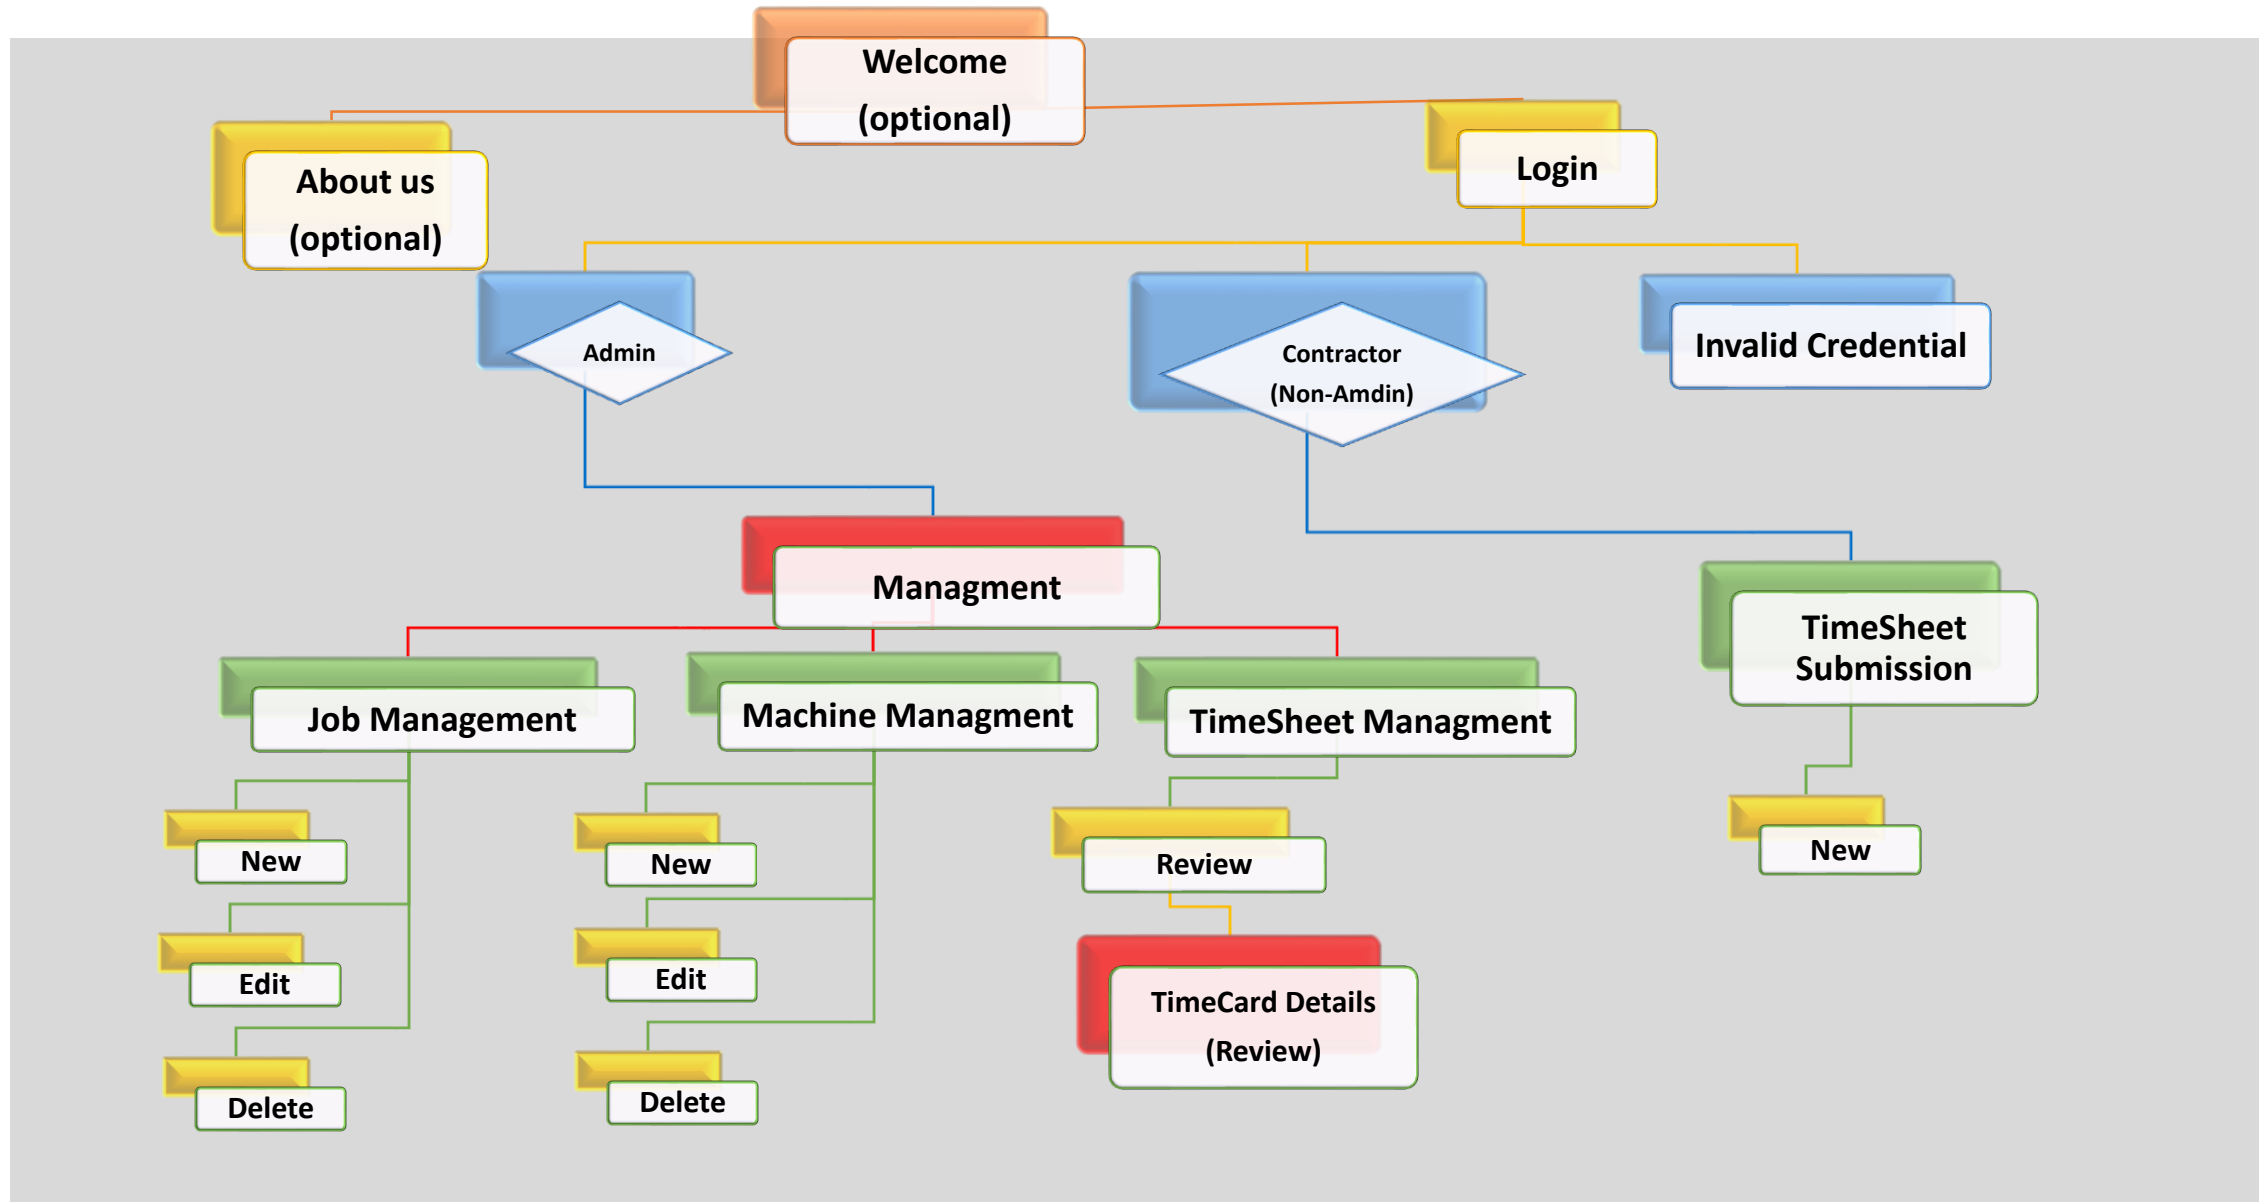 Welcome
(optional)
About us
(optional)
Login
Admin
Contractor
(Non-Amdin)
Invalid Credential
Managment
TimeSheet
Submission
Job Management
Machine Managment
TimeSheet Managment
New
New
Review
New
Edit
Edit
TimeCard Details
(Review)
Delete
Delete